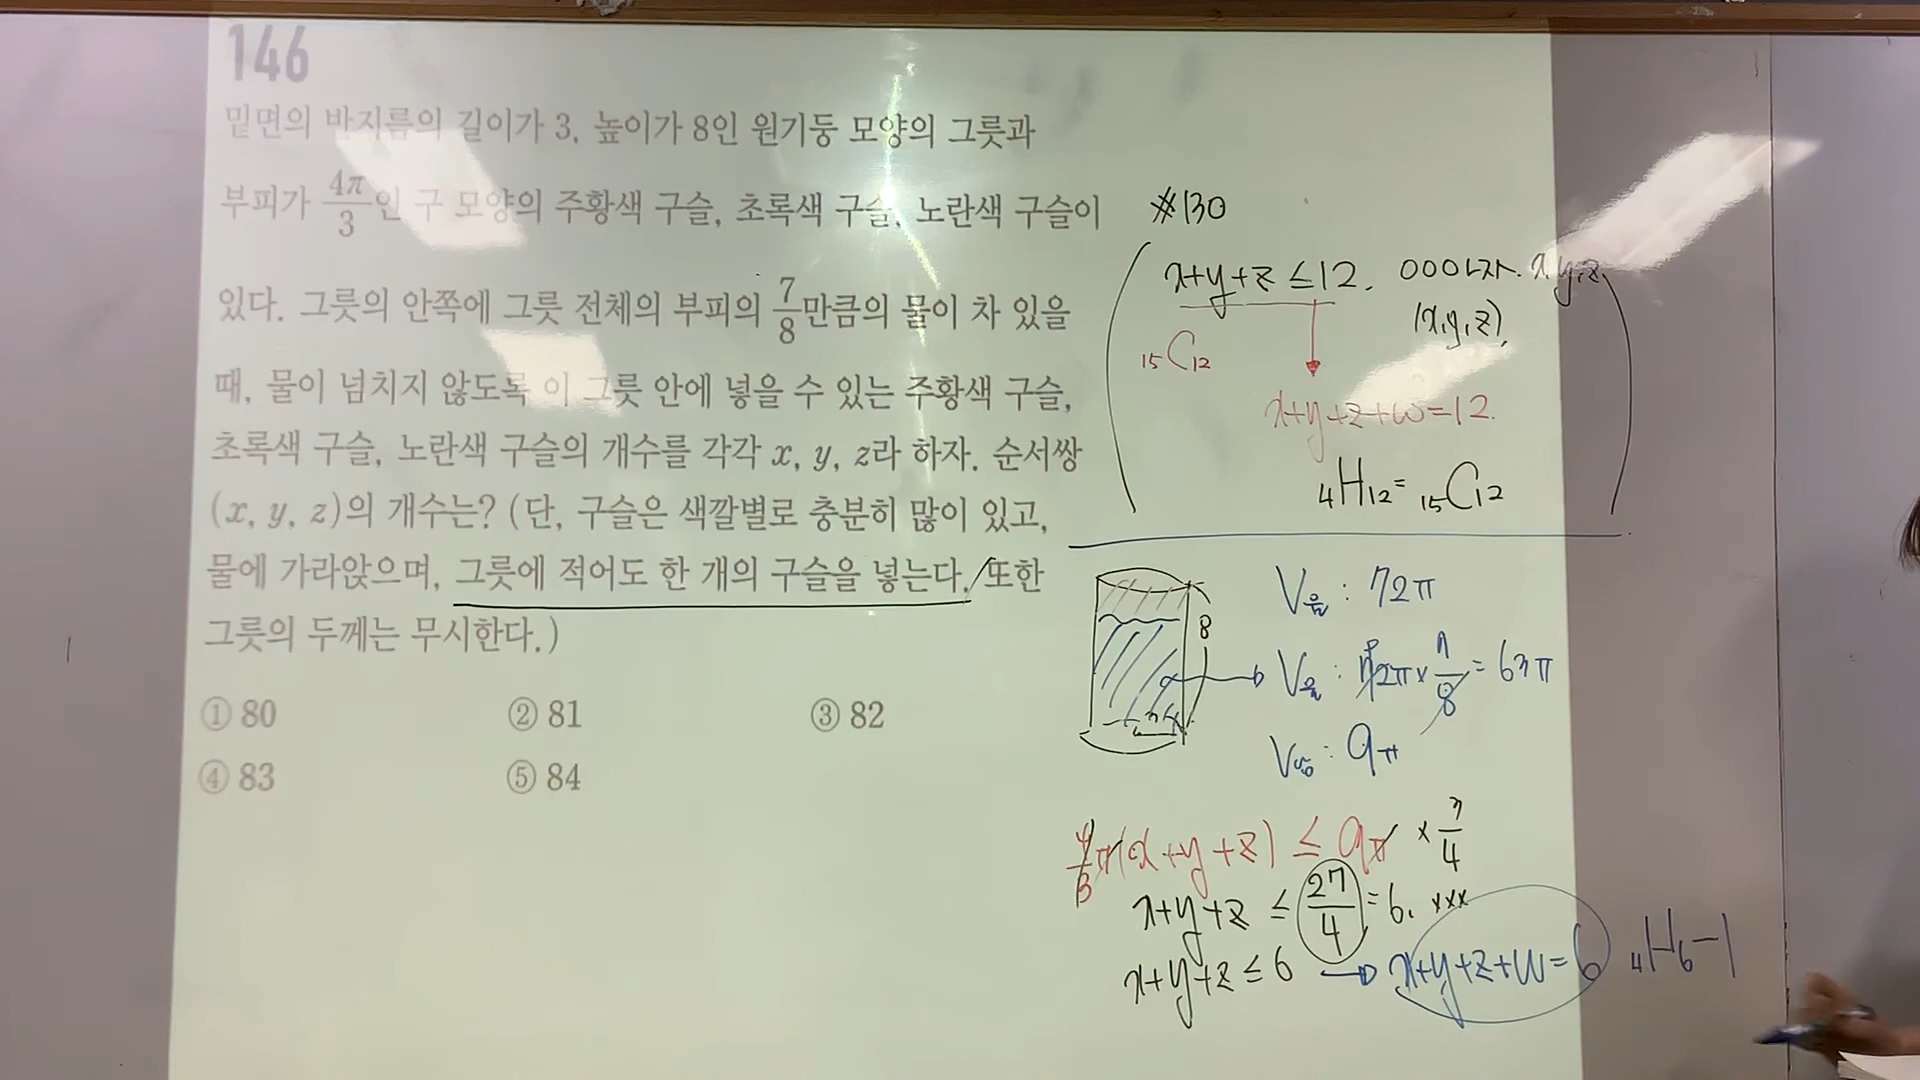 146
밑면의 반지름의 길이가 3, 높이가 8인 원기둥 모양의 그릇과
부피가 4π/3인 구 모양의 주황색 구슬, 초록색 구슬, 노란색 구슬이
있다. 그릇의 안쪽에 그릇 전체의 부피의 7/8만큼의 물이 차 있을
때, 물이 넘치지 않도록 이 그릇 안에 넣을 수 있는 주황색 구슬,
초록색 구슬, 노란색 구슬의 개수를 각각 x, y, z라 하자. 순서쌍
(x, y, z)의 개수는? (단, 구슬은 색깔별로 충분히 많이 있고,
물에 가라앉으며, 그릇에 적어도 한 개의 구슬을 넣는다. 또한
그릇의 두께는 무시한다.)
① 80 ② 81 ③ 82
④ 83 ⑤ 84
#130
x+y+z ≤ 12. x, y, z
(x, y, z),
₁₅C₁₂
x+y+z+w=12.
₄H₁₂ = ₁₅C₁₂
8
3
V : 72π
V : 72π × 7/8 = 63π
V : 9π
4/3 π(x+y+z) ≤ 9π × 3/4
x+y+z ≤ 27/4 = 6.×××
x+y+z ≤ 6 → x+y+z+w=6 ₄H₆-1